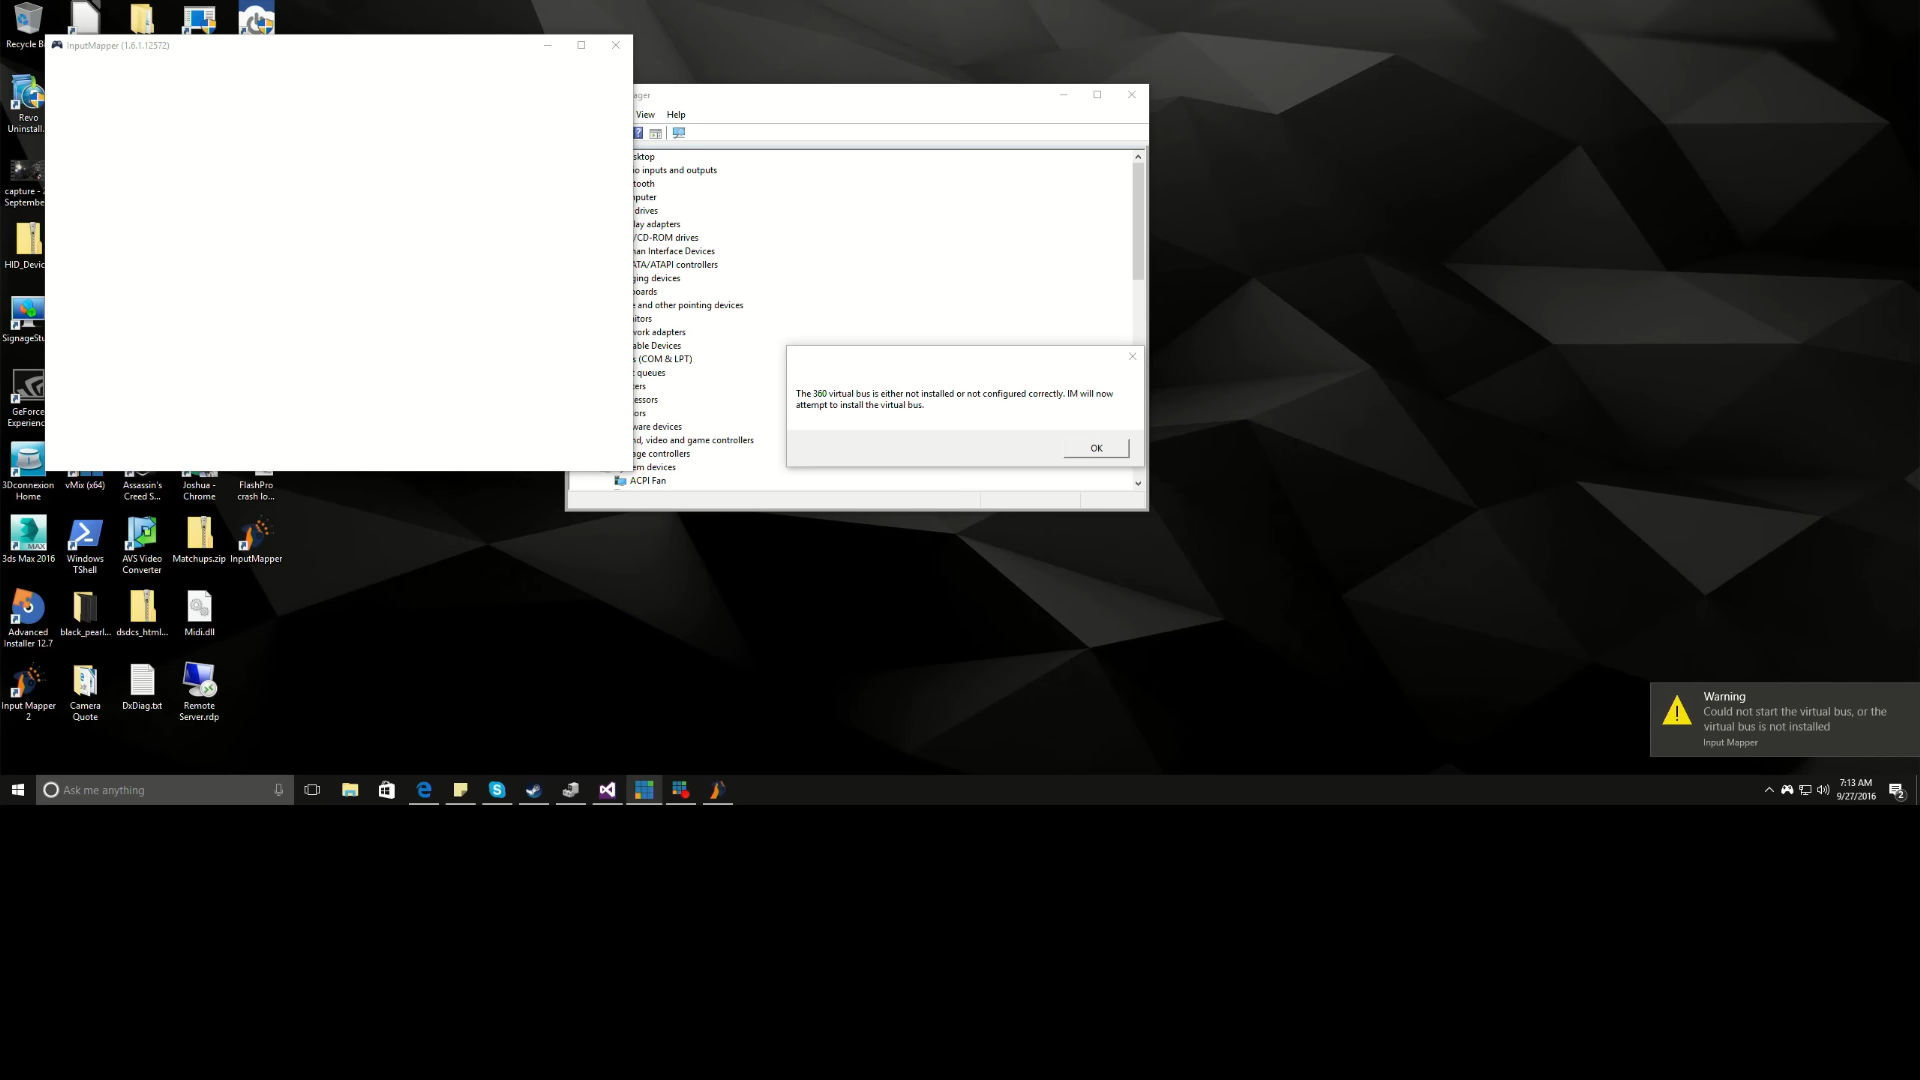 Recycle B
InputMapper (1.6.1.12572)
ager
View Help
Revo
Uninstall.
sktop
io inputs and outputs
tooth
mputer
drives
lay adapters
/CD-ROM drives
nan Interface Devices
ATA/ATAPI controllers
ging devices
boards
e and other pointing devices
itors
vork adapters
able Devices
s (COM & LPT)
t queues
ters
essors
ors
ware devices
nd, video and game controllers
age controllers
em devices
ACPI Fan
capture -
Septembe
HID_Devic
SignageStu
GeForce
Experienc
The 360 virtual bus is either not installed or not configured correctly. IM will now
attempt to install the virtual bus.
OK
3Dconnexion
Home
vMix (x64)
Assassin's
Creed S...
Joshua -
Chrome
FlashPro
crash lo...
3ds Max 2016
Windows
TShell
AVS Video
Converter
Matchups.zip
InputMapper
Advanced
Installer 12.7
black_pearl...
dsdcs_html...
Midi.dll
Input Mapper
2
Camera
Quote
DxDiag.txt
Remote
Server.rdp
Warning
Could not start the virtual bus, or the
virtual bus is not installed
Input Mapper
Ask me anything
7:13 AM
9/27/2016
2